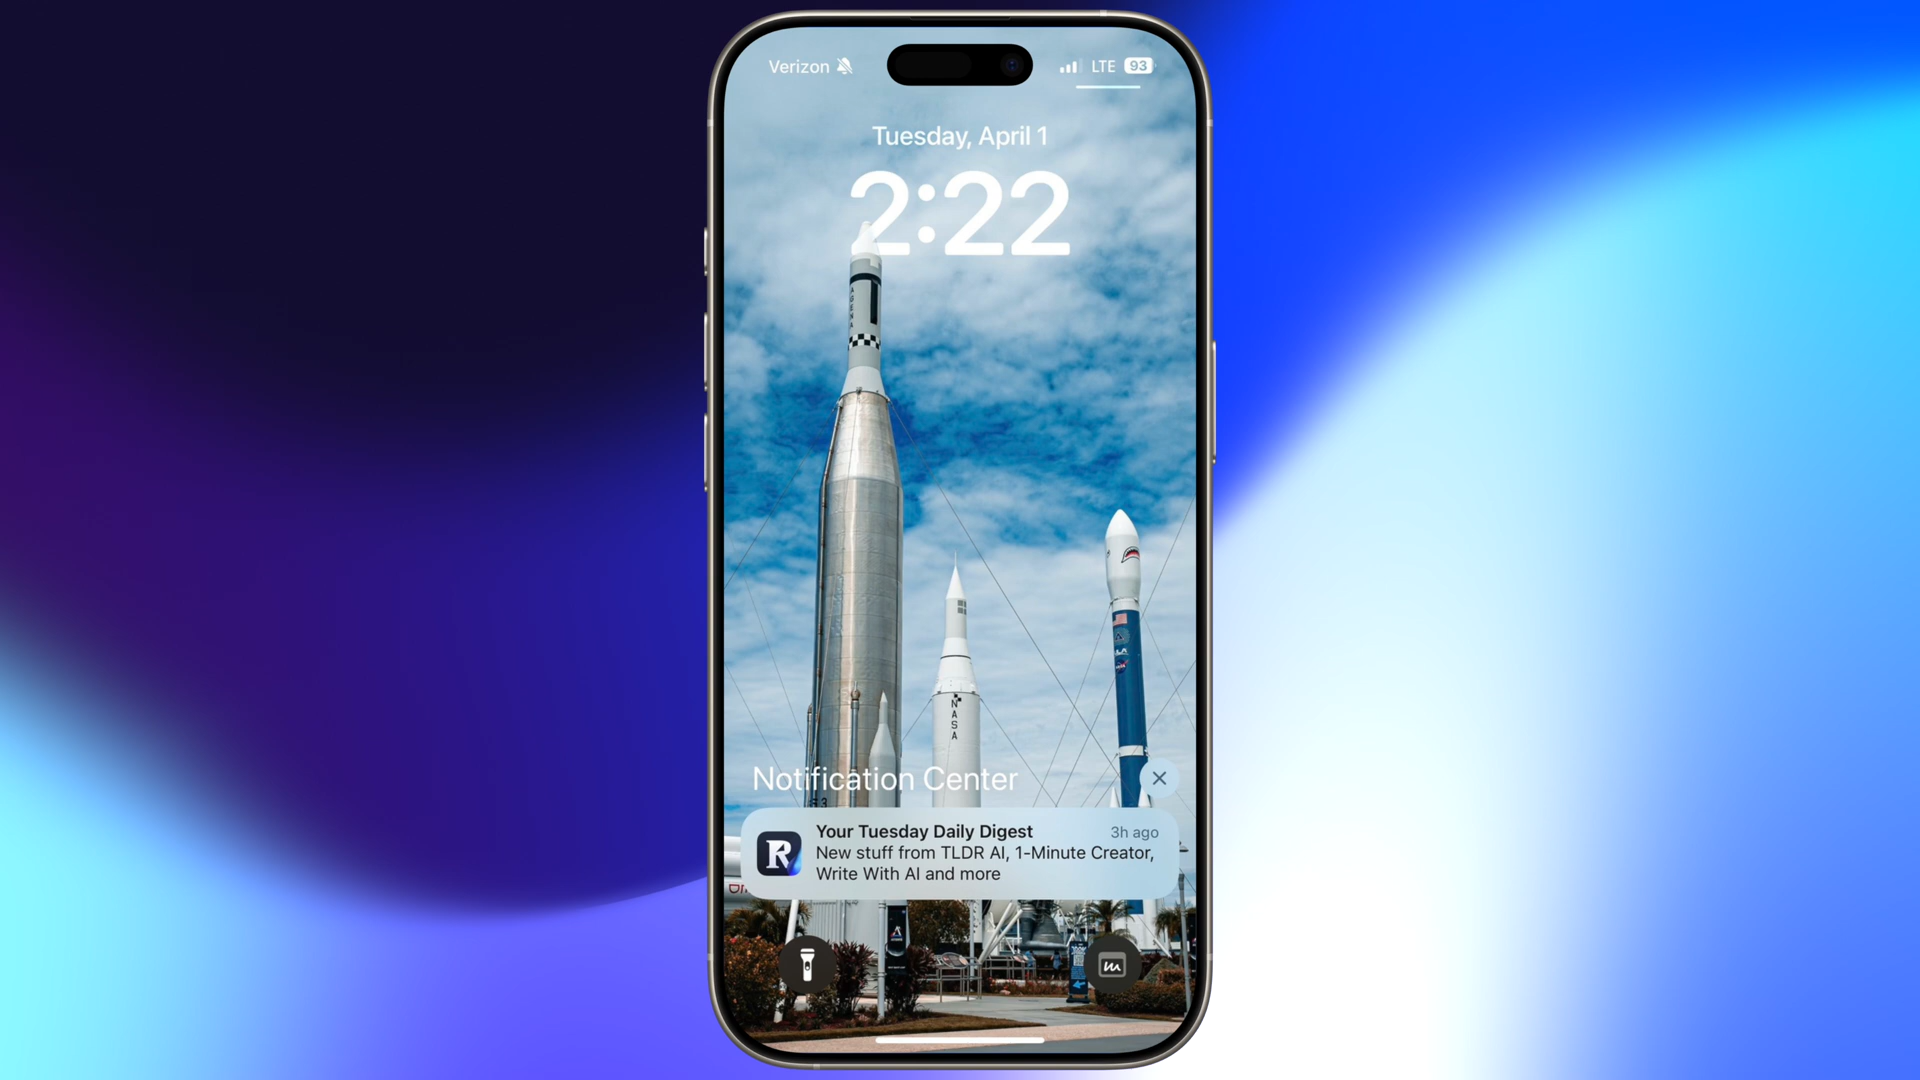 Verizon
LTE 93
Tuesday, April 1
2:22
AGENA
NASA
Notification Center
Your Tuesday Daily Digest
3h ago
New stuff from TLDR AI, 1-Minute Creator,
Write With AI and more
R